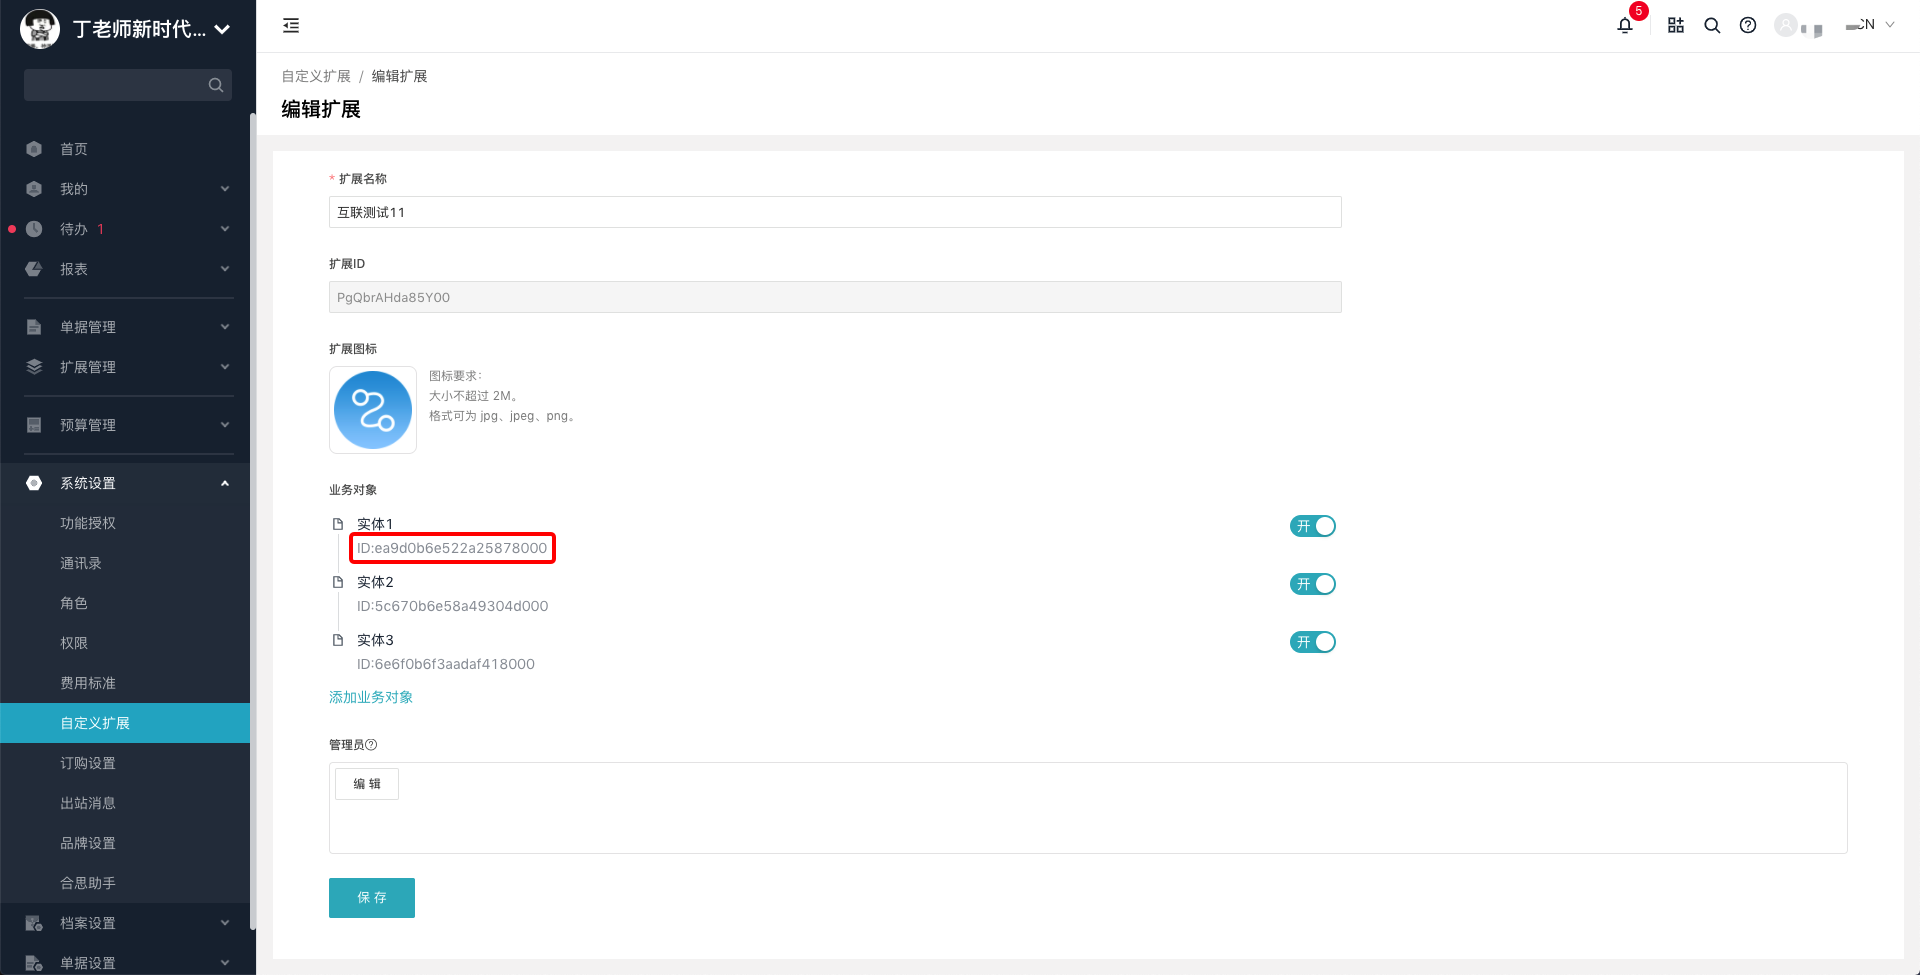 丁老师新时代...
5
CN
首页
我的
待办 1
报表
单据管理
扩展管理
预算管理
系统设置
功能授权
通讯录
角色
权限
费用标准
自定义扩展
订购设置
出站消息
品牌设置
合思助手
档案设置
单据设置
自定义扩展 / 编辑扩展
编辑扩展
* 扩展名称
互联测试11
扩展ID
PgQbrAHda85Y00
扩展图标
图标要求：
大小不超过 2M。
格式可为 jpg、jpeg、png。
业务对象
实体1
开
ID:ea9d0b6e522a25878000
实体2
开
ID:5c670b6e58a49304d000
实体3
开
ID:6e6f0b6f3aadaf418000
添加业务对象
管理员
编 辑
保 存